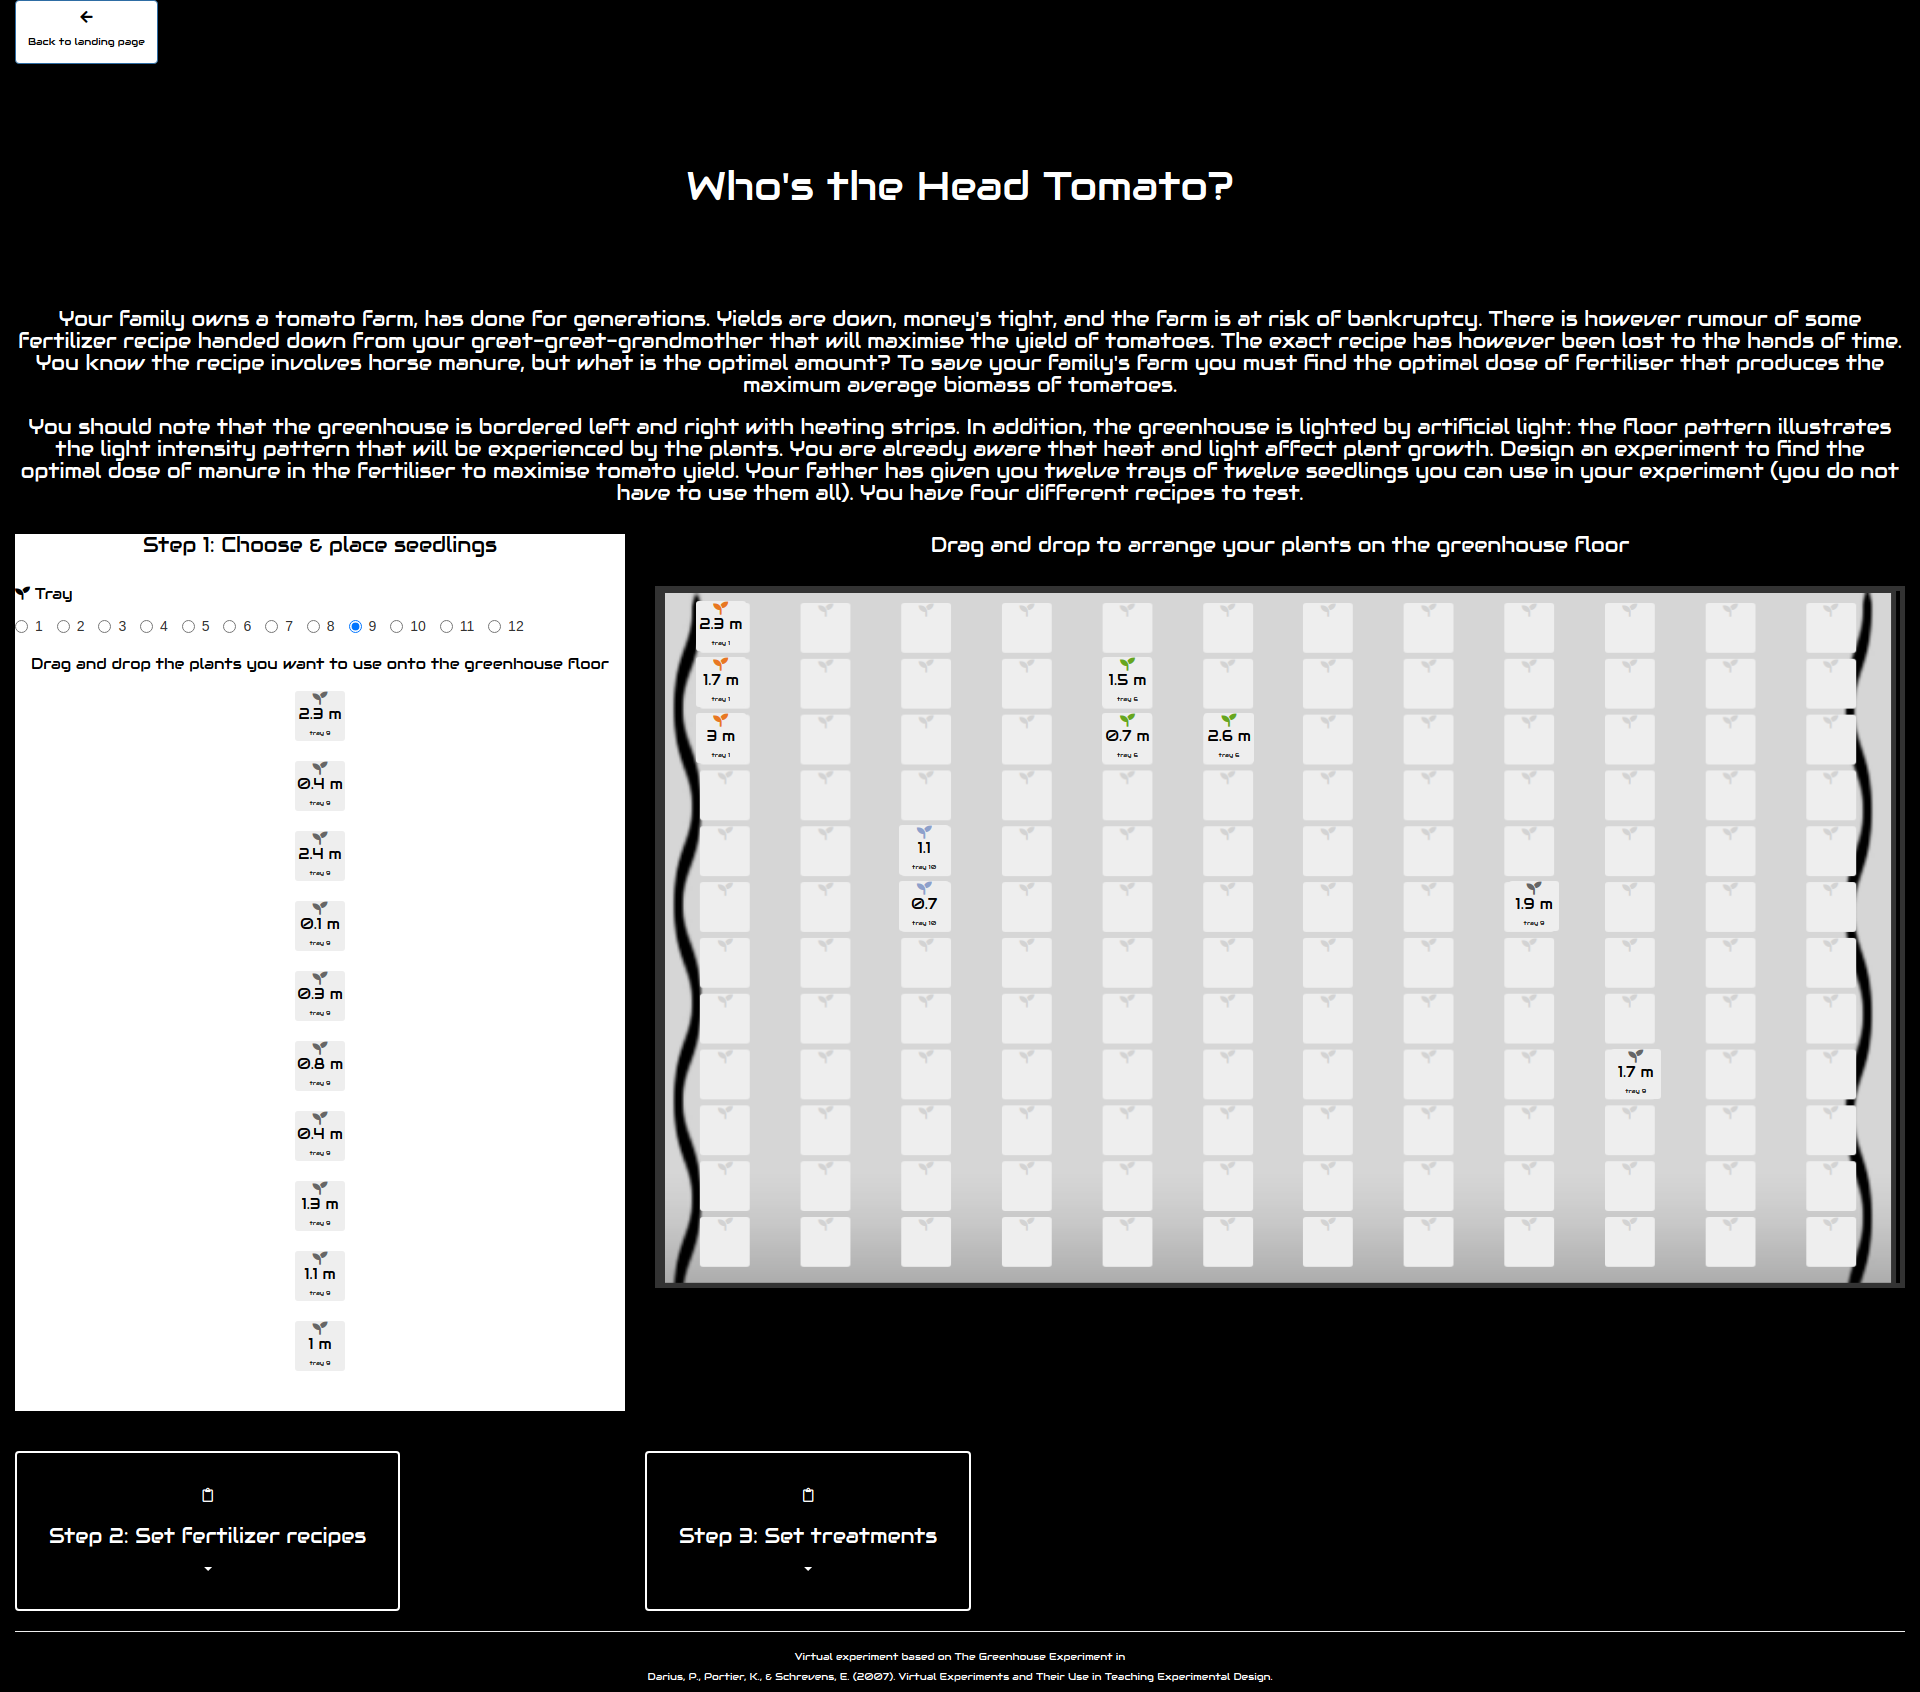 Back to landing page
Who's the Head Tomato?
Your family owns a tomato farm, has done for generations. Yields are down, money's tight, and the farm is at risk of bankruptcy. There is however rumour of some
fertilizer recipe handed down from your great-great-grandmother that will maximise the yield of tomatoes. The exact recipe has however been lost to the hands of time.
You know the recipe involves horse manure, but what is the optimal amount? To save your family's farm you must find the optimal dose of fertiliser that produces the
maximum average biomass of tomatoes.
You should note that the greenhouse is bordered left and right with heating strips. In addition, the greenhouse is lighted by artificial light: the floor pattern illustrates
the light intensity pattern that will be experienced by the plants. You are already aware that heat and light affect plant growth. Design an experiment to find the
optimal dose of manure in the fertiliser to maximise tomato yield. Your father has given you twelve trays of twelve seedlings you can use in your experiment (you do not
have to use them all). You have four different recipes to test.
Step 1: Choose & place seedlings
Tray
1 2 3 4 5 6 7 8 9 10 11 12
Drag and drop the plants you want to use onto the greenhouse floor
2.3 m
tray 9
0.4 m
tray 9
2.4 m
tray 9
0.1 m
tray 9
0.3 m
tray 9
0.8 m
tray 9
0.4 m
tray 9
1.3 m
tray 9
1.1 m
tray 9
1 m
tray 9
Drag and drop to arrange your plants on the greenhouse floor
2.3 m
tray 1
1.7 m 1.5 m
tray 1 tray 6
3 m 0.7 m 2.6 m
tray 1 tray 6 tray 6
1.1
tray 10
0.7 1.9 m
tray 10 tray 9
1.7 m
tray 9
Step 2: Set fertilizer recipes
Step 3: Set treatments
Virtual experiment based on The Greenhouse Experiment in
Darius, P., Portier, K., & Schrevens, E. (2007). Virtual Experiments and Their Use in Teaching Experimental Design.